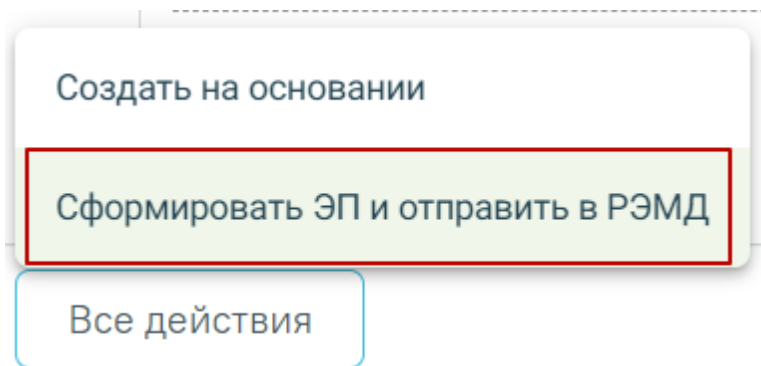 Создать на основании
Сформировать ЭП и отправить в РЭМД
Все действия